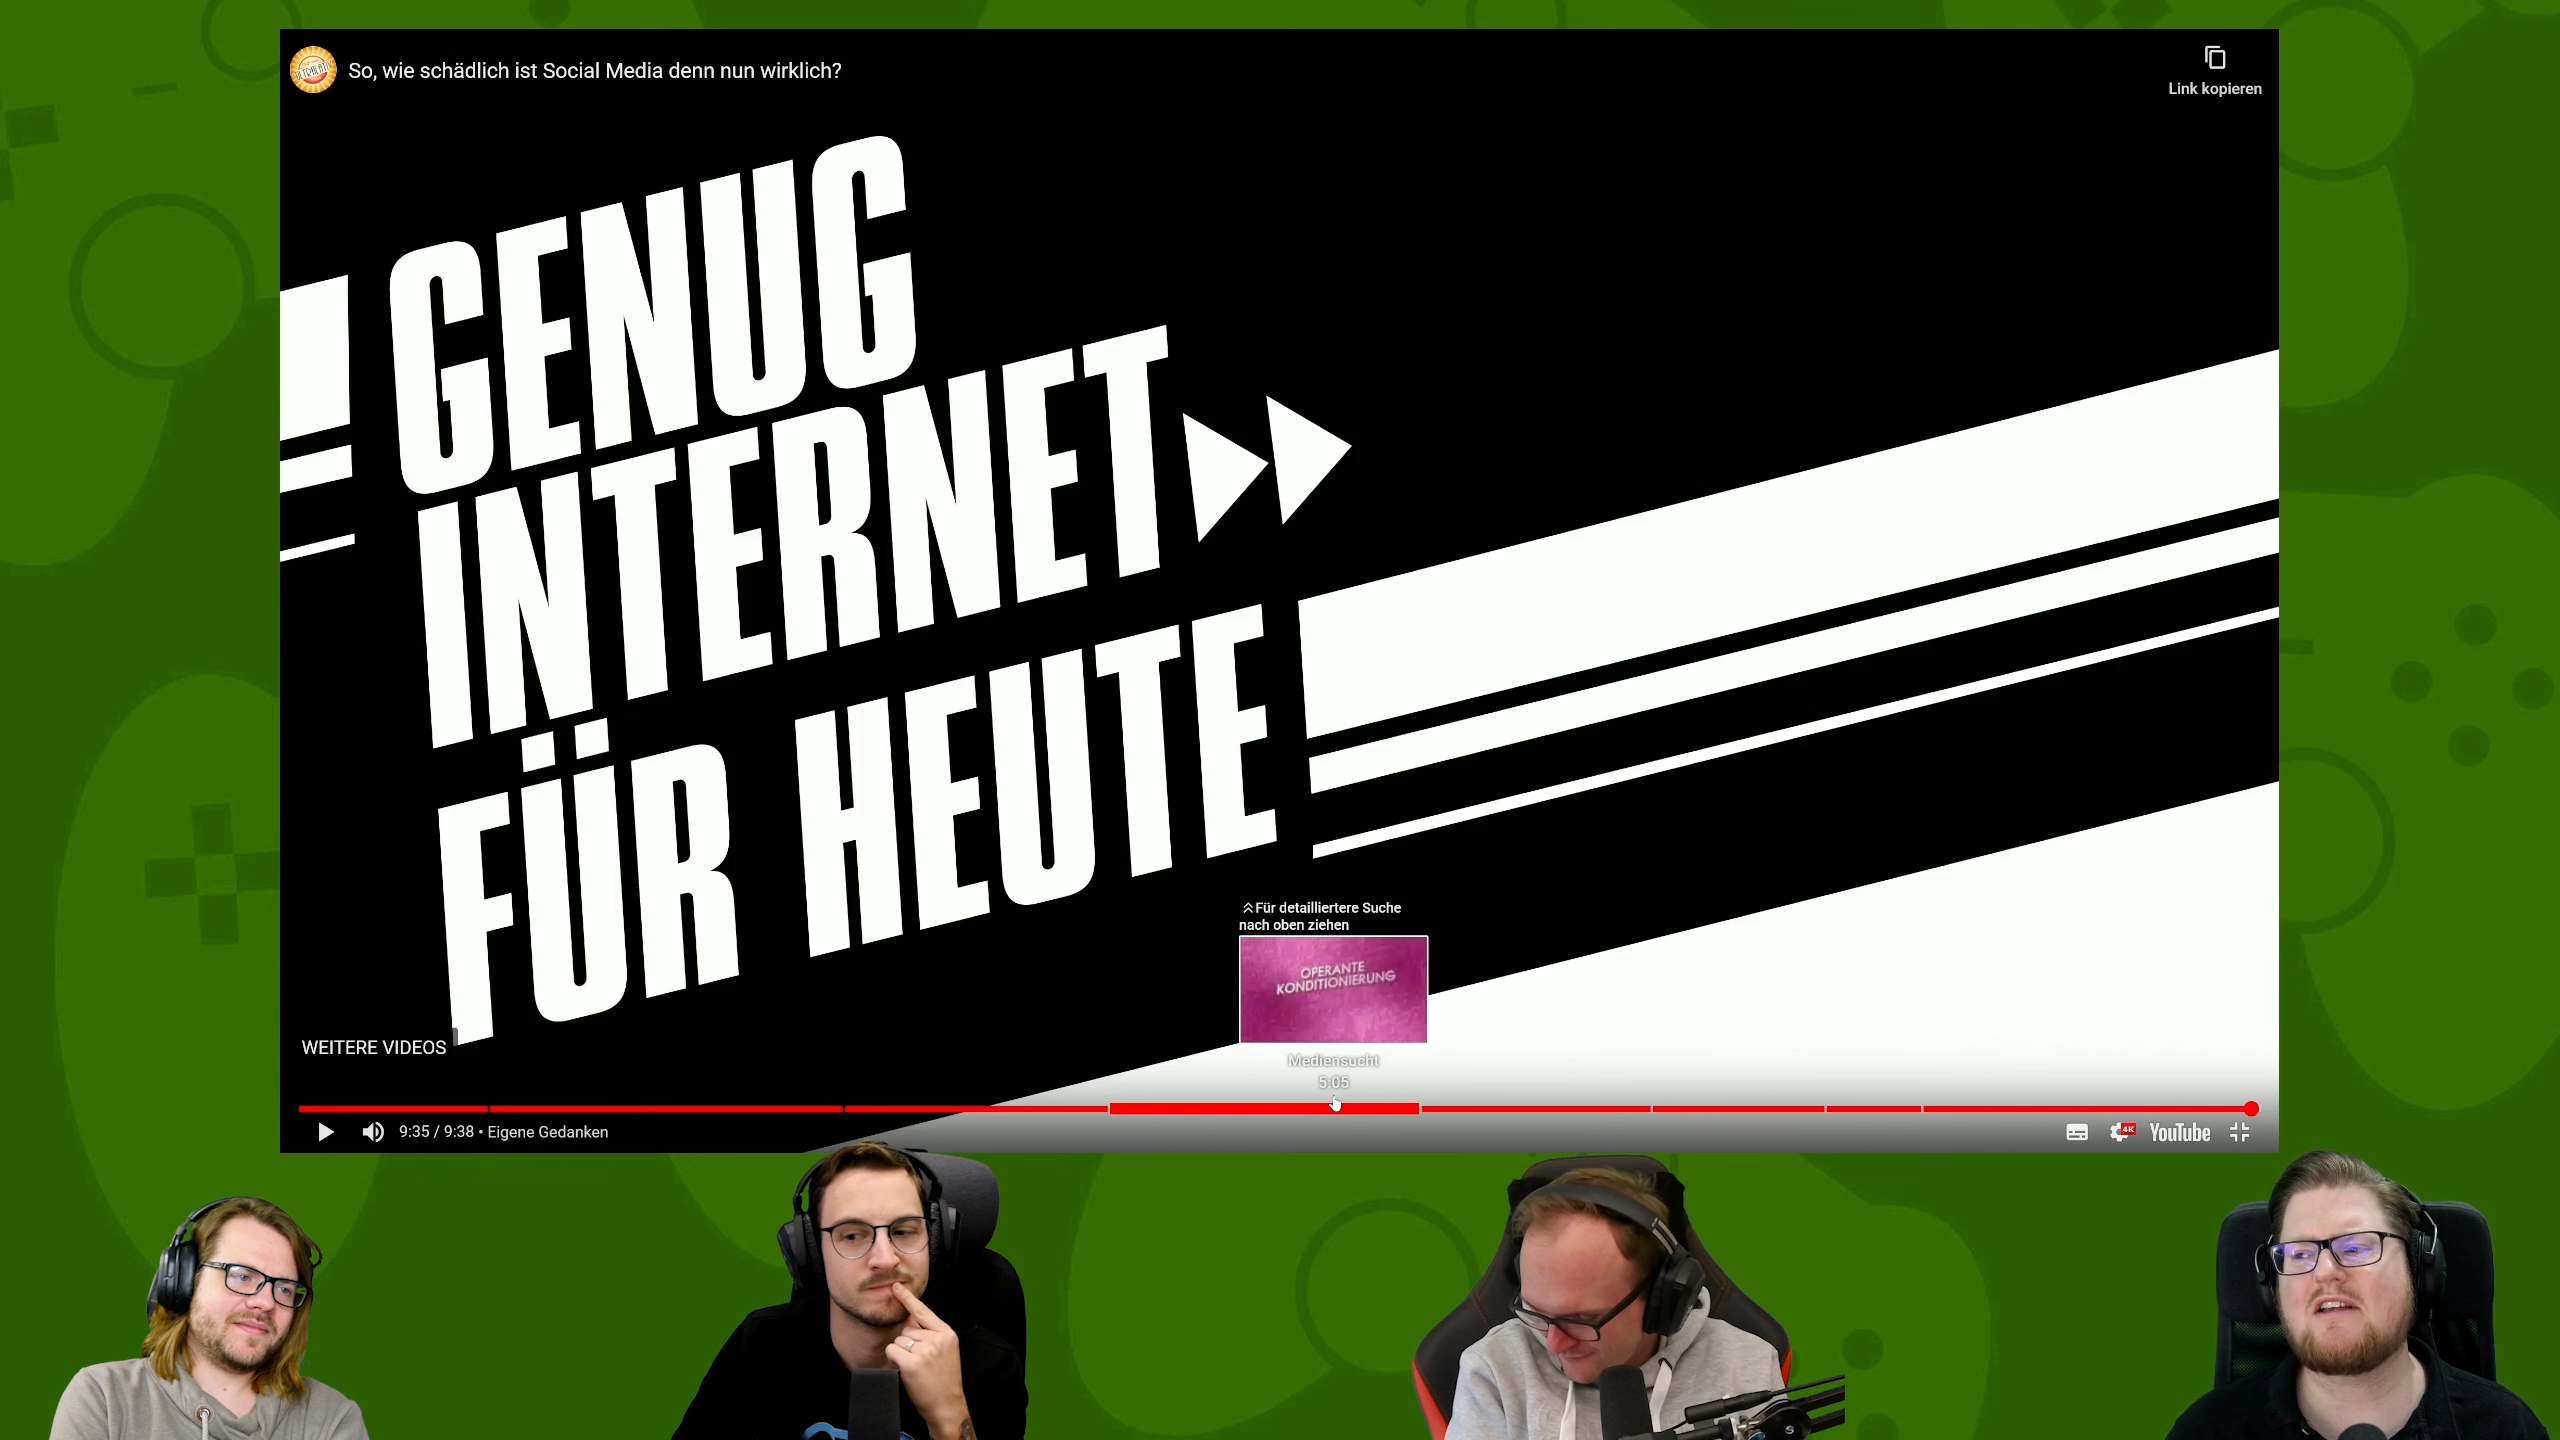 So, wie schädlich ist Social Media denn nun wirklich?
Link kopieren
GENUG
INTERNET
FÜR HEUTE
Für detailliertere Suche
nach oben ziehen
OPERANTE
KONDITIONIERUNG
WEITERE VIDEOS
Mediensucht
5:05
9:35 / 9:38 • Eigene Gedanken
4K
YouTube